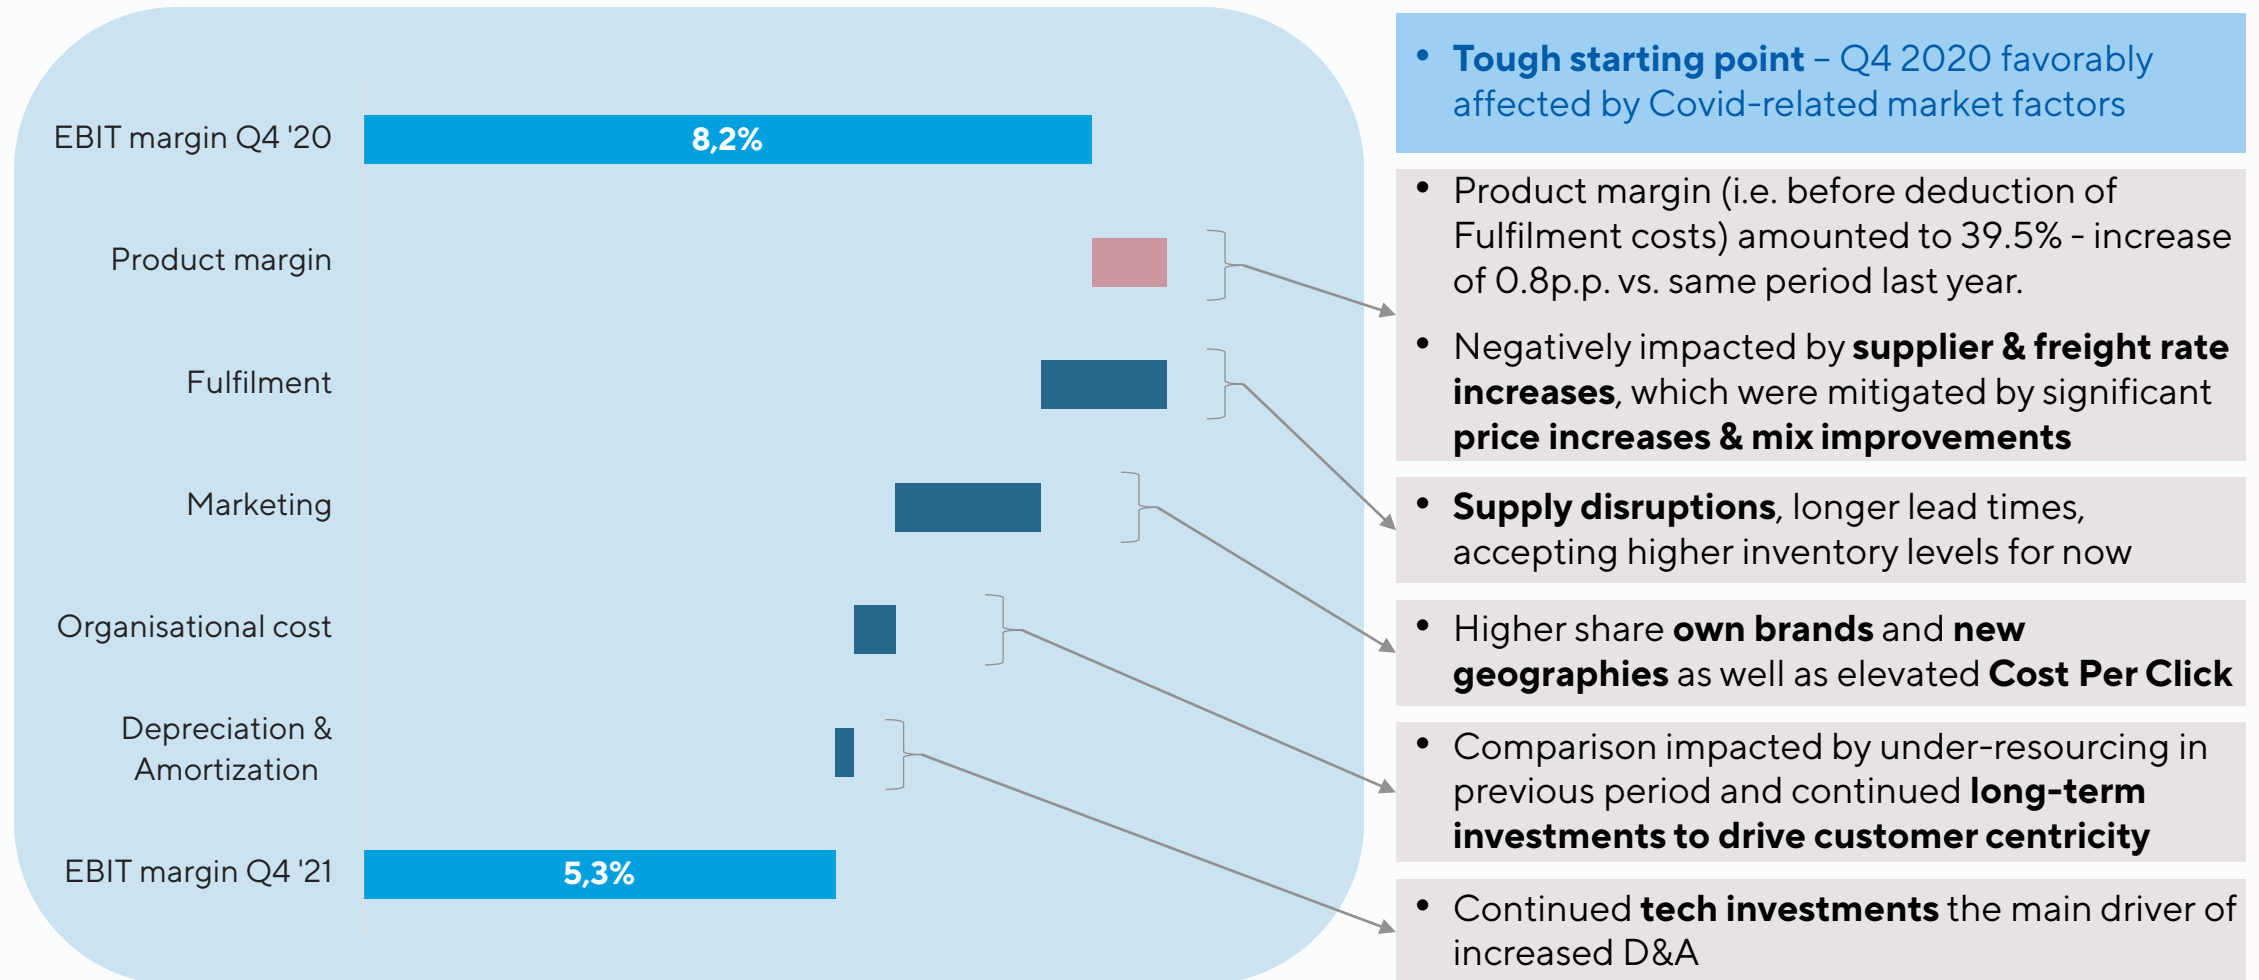 EBIT margin Q4 '20
8,2%
Product margin
Fulfilment
Marketing
Organisational cost
Depreciation &
Amortization
EBIT margin Q4 '21
5,3%
• Tough starting point – Q4 2020 favorably
affected by Covid-related market factors
• Product margin (i.e. before deduction of
Fulfilment costs) amounted to 39.5% - increase
of 0.8p.p. vs. same period last year.
• Negatively impacted by supplier & freight rate
increases, which were mitigated by significant
price increases & mix improvements
• Supply disruptions, longer lead times,
accepting higher inventory levels for now
• Higher share own brands and new
geographies as well as elevated Cost Per Click
• Comparison impacted by under-resourcing in
previous period and continued long-term
investments to drive customer centricity
• Continued tech investments the main driver of
increased D&A